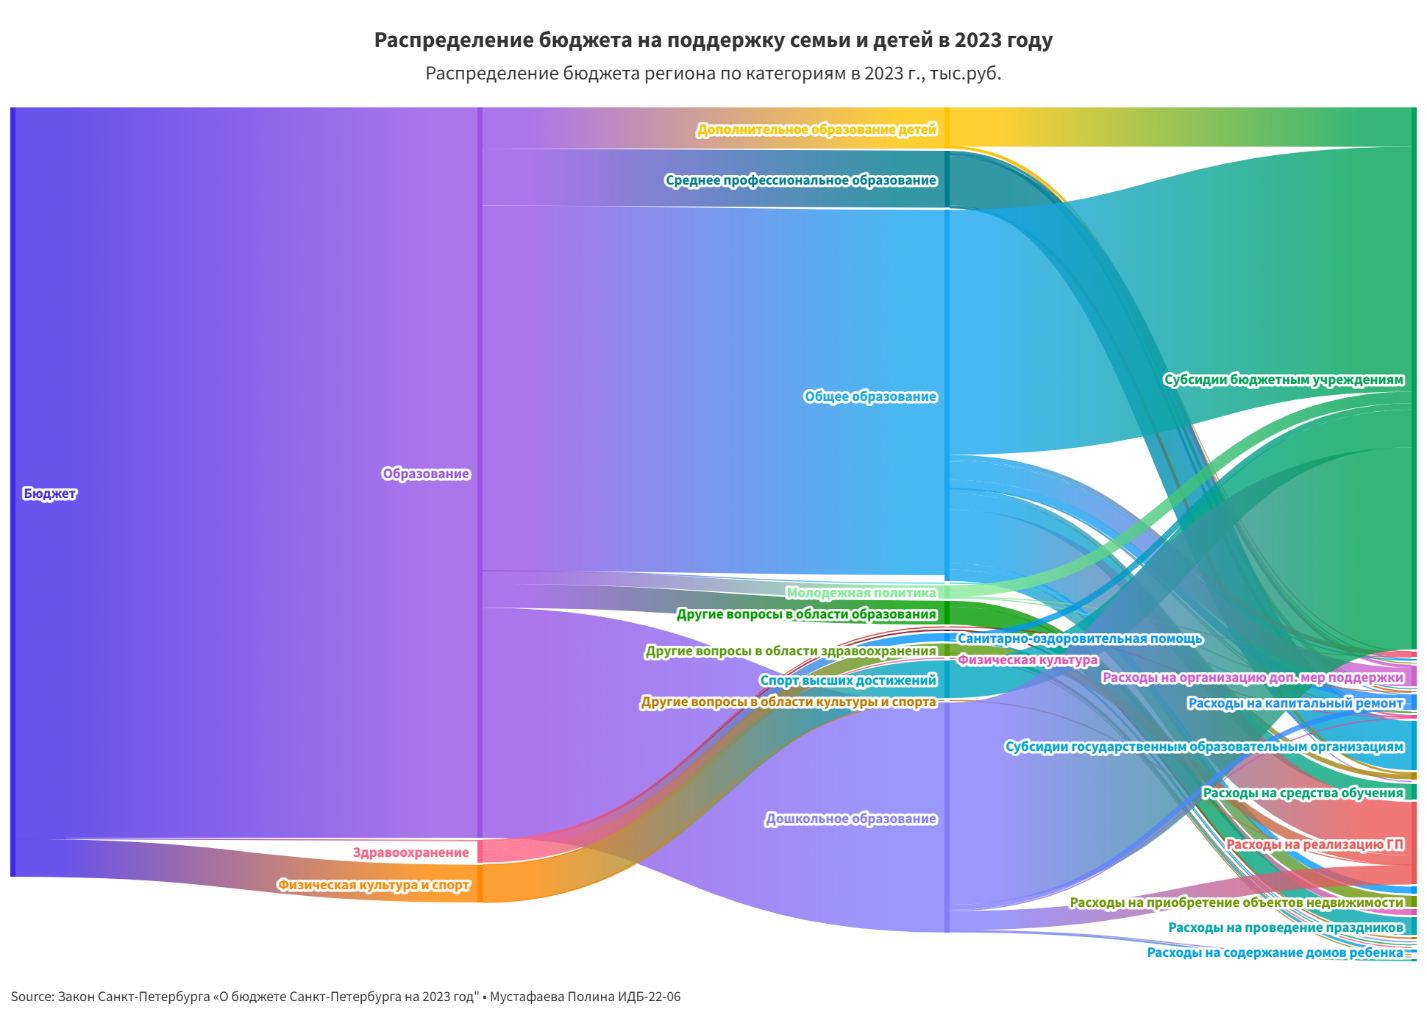 Распределение бюджета на поддержку семьи и детей в 2023 году
Распределение бюджета региона по категориям в 2023 г., тыс.руб.
Бюджет
Образование
Здравоохранение
Физическая культура и спорт
Дополнительное образование детей
Среднее профессиональное образование
Общее образование
Молодежная политика
Другие вопросы в области образования
Санитарно-оздоровительная помощь
Другие вопросы в области здравоохранения
Физическая культура
Спорт высших достижений
Другие вопросы в области культуры и спорта
Дошкольное образование
Субсидии бюджетным учреждениям
Расходы на организацию доп. мер поддержки
Расходы на капитальный ремонт
Субсидии государственным образовательным организациям
Расходы на средства обучения
Расходы на реализацию ГП
Расходы на приобретение объектов недвижимости
Расходы на проведение праздников
Расходы на содержание домов ребенка
Source: Закон Санкт-Петербурга «О бюджете Санкт-Петербурга на 2023 год" • Мустафаева Полина ИДБ-22-06